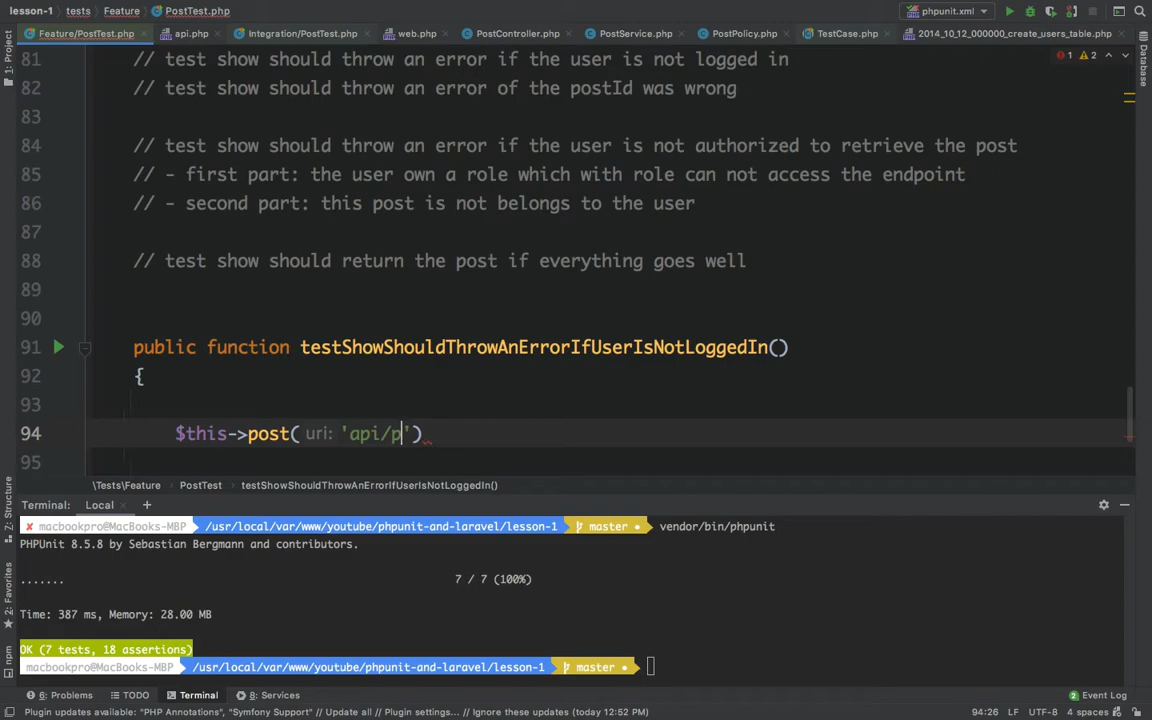 lesson-1 tests Feature PostTest.php phpunit.xml
Feature/PostTest.php api.php Integration/PostTest.php web.php PostController.php PostService.php PostPolicy.php TestCase.php 2014_10_12_000000_create_users_table.php
1: Project
Database
1 2
81 // test show should throw an error if the user is not logged in
82 // test show should throw an error of the postId was wrong
83
84 // test show should throw an error if the user is not authorized to retrieve the post
85 // - first part: the user own a role which with role can not access the endpoint
86 // - second part: this post is not belongs to the user
87
88 // test show should return the post if everything goes well
89
90
91 public function testShowShouldThrowAnErrorIfUserIsNotLoggedIn()
92 {
93
94 $this->post( uri: 'api/p')
95
\Tests\Feature PostTest testShowShouldThrowAnErrorIfUserIsNotLoggedIn()
Terminal: Local × +
✘ macbookpro@MacBooks-MBP /usr/local/var/www/youtube/phpunit-and-laravel/lesson-1 master ● vendor/bin/phpunit
PHPUnit 8.5.8 by Sebastian Bergmann and contributors.
....... 7 / 7 (100%)
Time: 387 ms, Memory: 28.00 MB
OK (7 tests, 18 assertions)
macbookpro@MacBooks-MBP /usr/local/var/www/youtube/phpunit-and-laravel/lesson-1 master ●
Z: Structure
2: Favorites
npm
6: Problems TODO Terminal 8: Services 2 Event Log
Plugin updates available: "PHP Annotations", "Symfony Support" // Update all // Plugin settings... // Ignore these updates (today 12:52 PM) 94:26 LF UTF-8 4 spaces